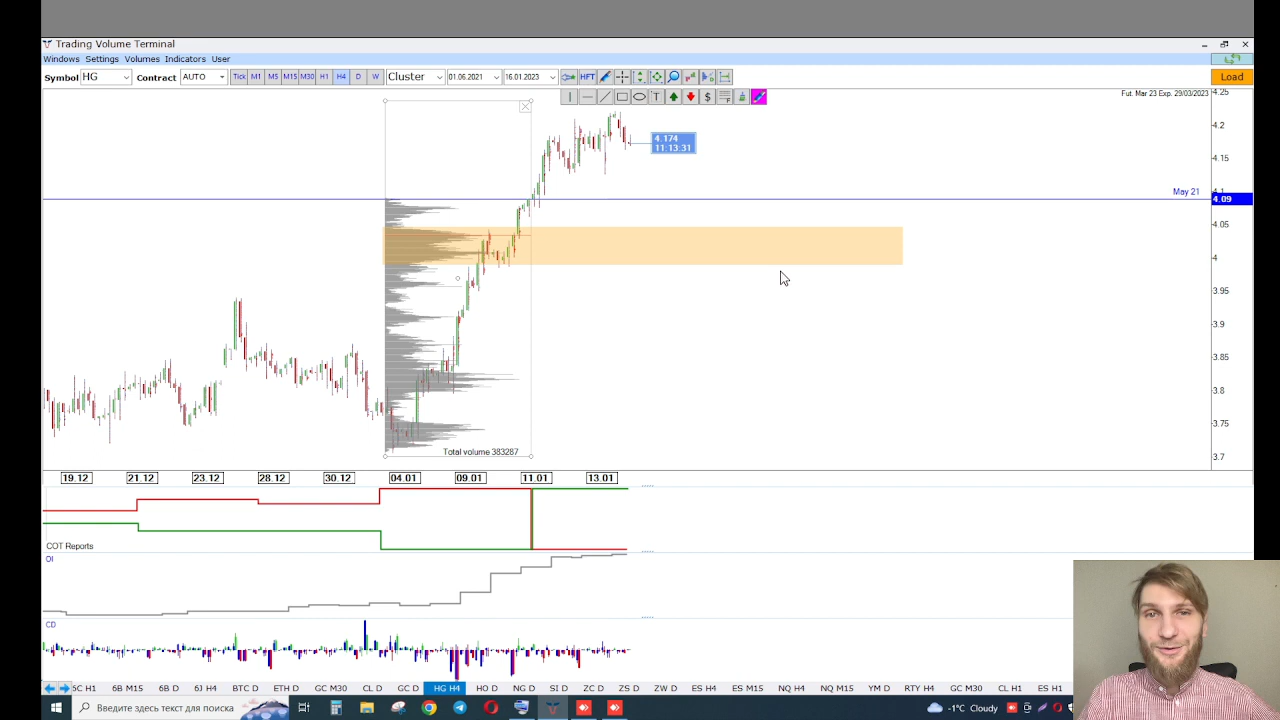 Trading Volume Terminal
Windows Settings Volumes Indicators User
Symbol HG Contract AUTO Tick M1 M5 M15 M30 H1 H4 D W Cluster 01.06.2021 16.01.2023 HFT Load
T $
Fut. Mar 23 Exp. 29/03/2023
4.25
4.2
4.174
11:13:31
4.15
May 21
4.1
4.09
4.05
4
3.95
3.9
3.85
3.8
3.75
Total volume 383287
3.7
19.12 21.12 23.12 28.12 30.12 04.01 09.01 11.01 13.01
COT Reports
OI
CD
6C H1 6B M15 6B D 6J H4 BTC D ETH D GC M30 CL D GC D HG H4 HO D NG D SI D ZC D ZS D ZW D ES H4 ES M15 NQ H4 NQ M15 YM D RTY H4 GC M30 CL H1 ES H1
Введите здесь текст для поиска
-1°C Cloudy